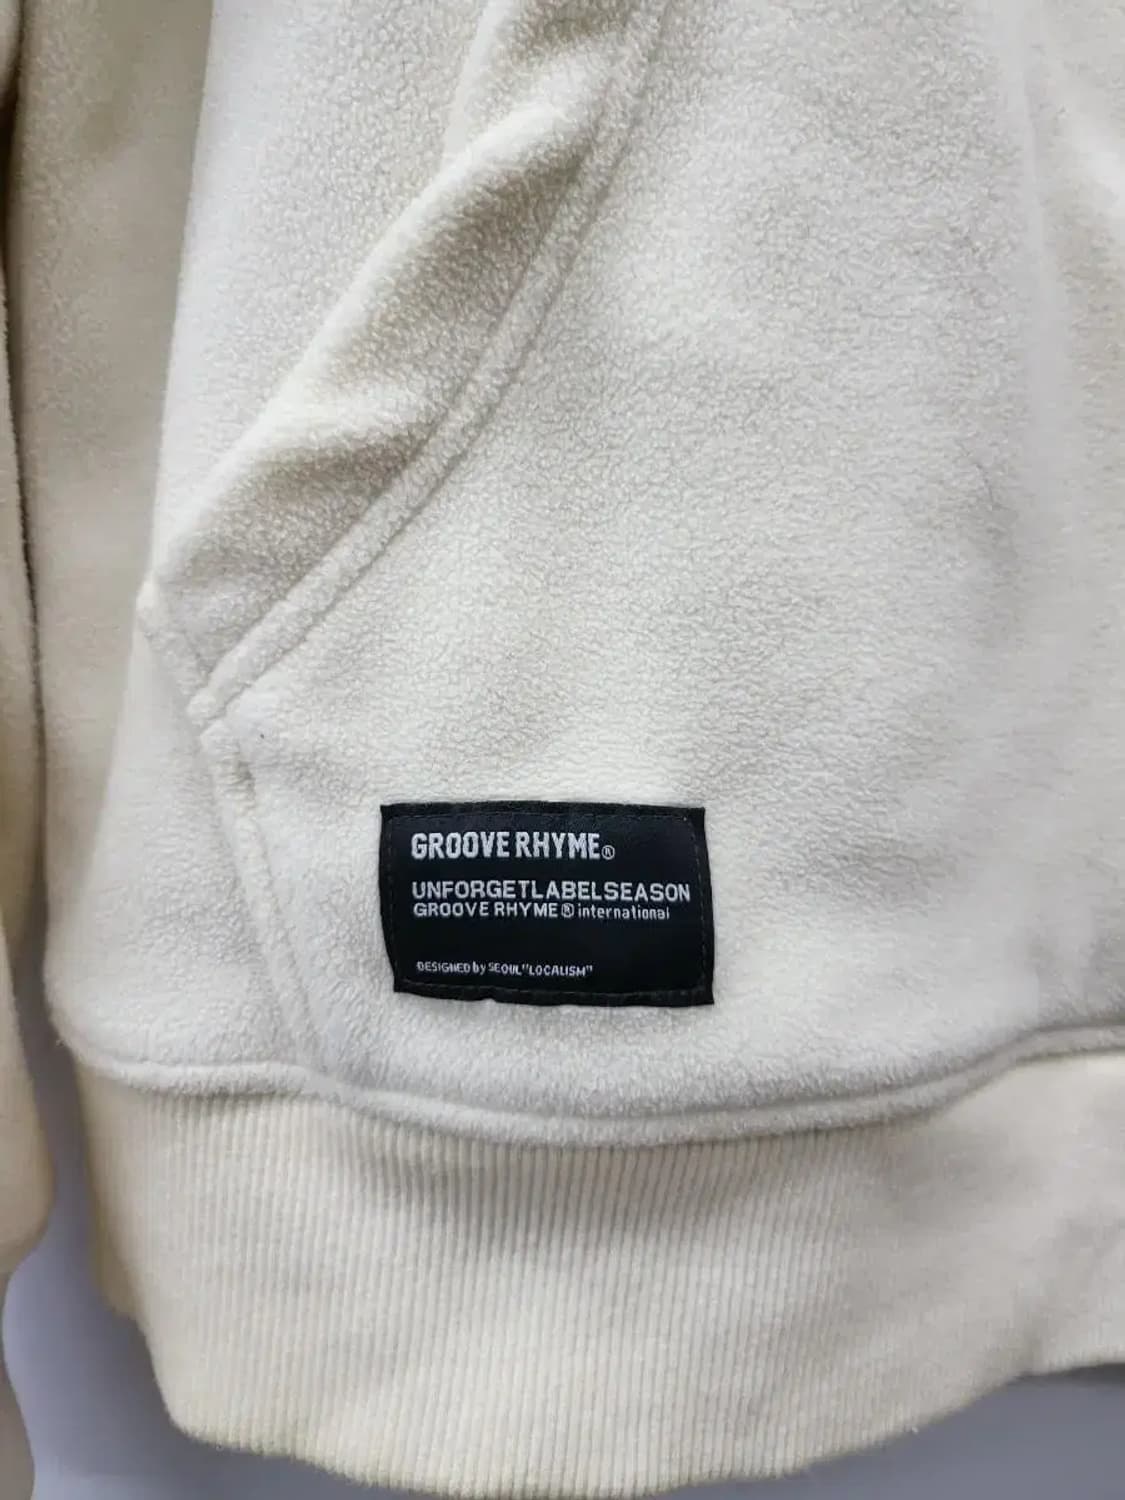 GROOVE RHYME®
UNFORGETLABELSEASON
GROOVE RHYME® international
DESIGNED by SEOUL "LOCALISM"